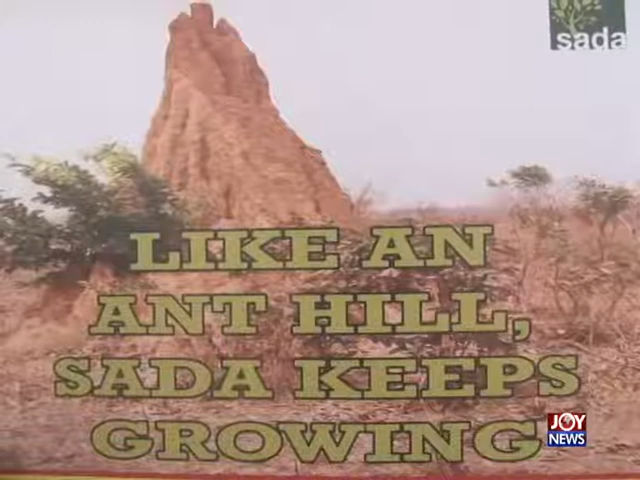 sada
LIKE AN
ANT HILL,
SADA KEEPS
GROWING
JOY
NEWS